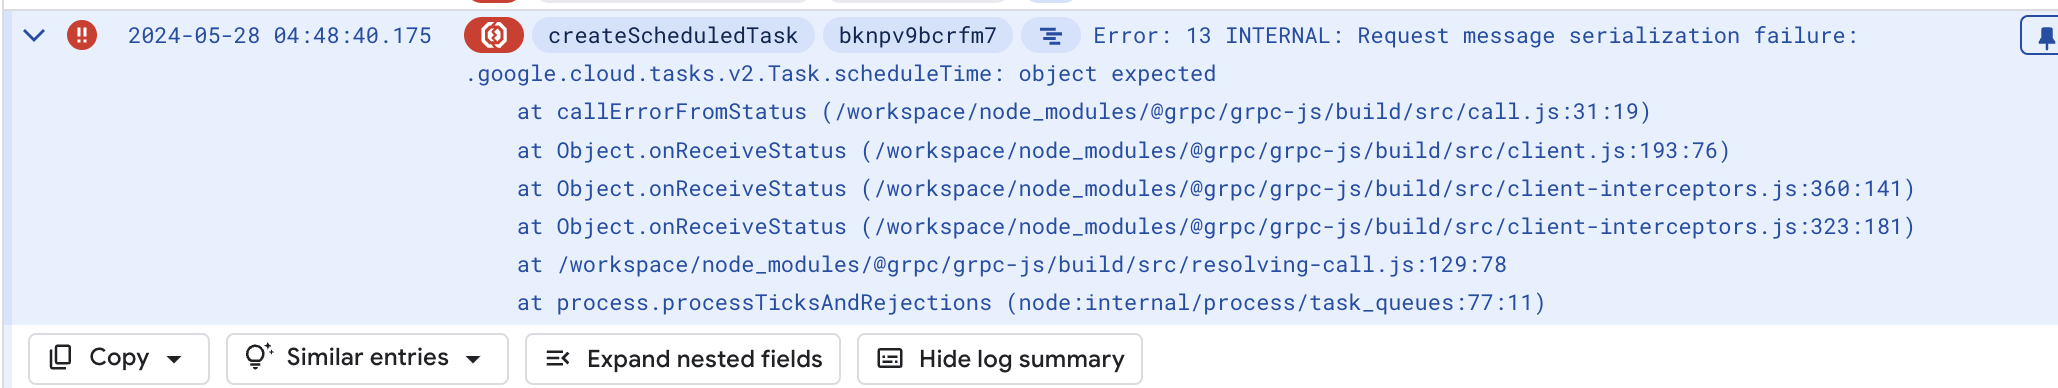 2024-05-28 04:48:40.175 createScheduledTask bknpv9bcrfm7 Error: 13 INTERNAL: Request message serialization failure:
.google.cloud.tasks.v2.Task.scheduleTime: object expected
at callErrorFromStatus (/workspace/node_modules/@grpc/grpc-js/build/src/call.js:31:19)
at Object.onReceiveStatus (/workspace/node_modules/@grpc/grpc-js/build/src/client.js:193:76)
at Object.onReceiveStatus (/workspace/node_modules/@grpc/grpc-js/build/src/client-interceptors.js:360:141)
at Object.onReceiveStatus (/workspace/node_modules/@grpc/grpc-js/build/src/client-interceptors.js:323:181)
at /workspace/node_modules/@grpc/grpc-js/build/src/resolving-call.js:129:78
at process.processTicksAndRejections (node:internal/process/task_queues:77:11)
Copy Similar entries Expand nested fields Hide log summary